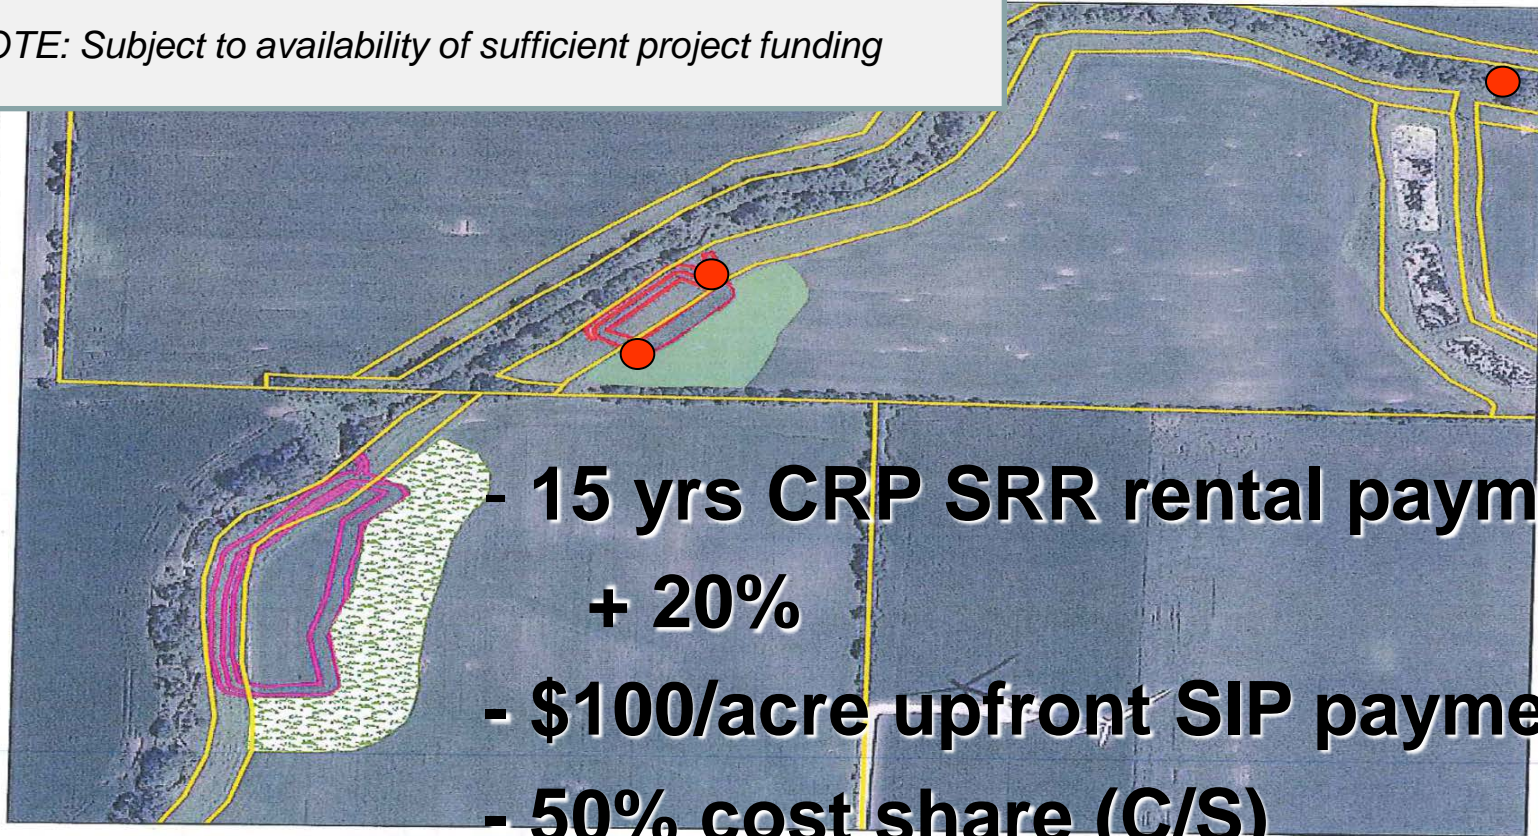 OTE: Subject to availability of sufficient project funding
- 15 yrs CRP SRR rental paym
+ 20%
- $100/acre upfront SIP payme
- 50% cost share (C/S)